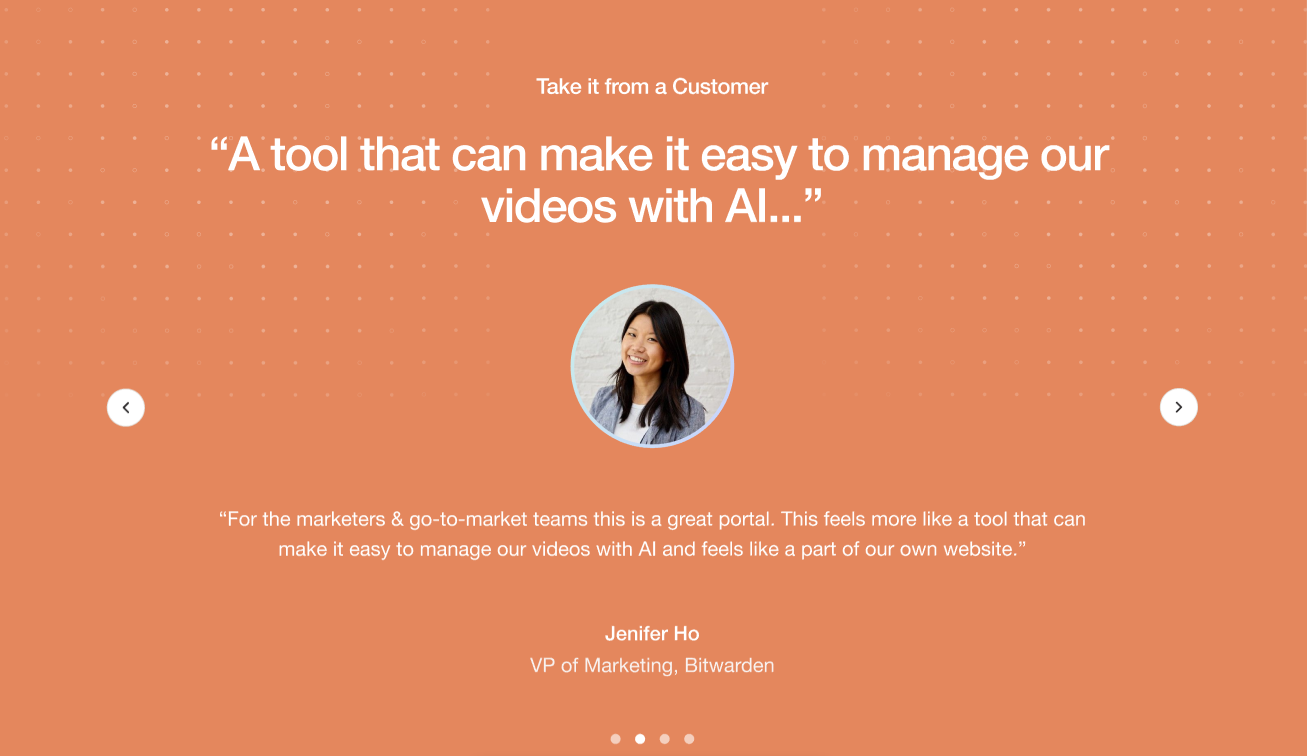 Take it from a Customer
“A tool that can make it easy to manage our
videos with AI...”
“For the marketers & go-to-market teams this is a great portal. This feels more like a tool that can
make it easy to manage our videos with AI and feels like a part of our own website.”
Jenifer Ho
VP of Marketing, Bitwarden